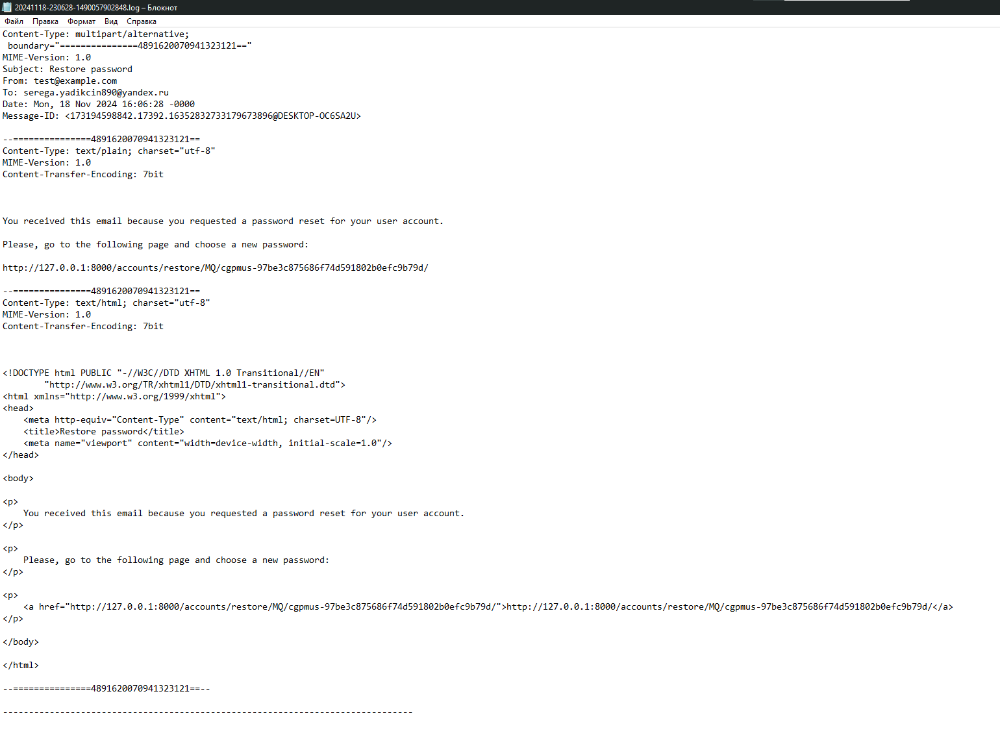 20241118-230628-1490057902848.log – Блокнот
Файл Правка Формат Вид Справка
Content-Type: multipart/alternative;
 boundary="===============4891620070941323121=="
MIME-Version: 1.0
Subject: Restore password
From: test@example.com
To: serega.yadikcin890@yandex.ru
Date: Mon, 18 Nov 2024 16:06:28 -0000
Message-ID: <173194598842.17392.16352832733179673896@DESKTOP-OC6SA2U>

--===============4891620070941323121==
Content-Type: text/plain; charset="utf-8"
MIME-Version: 1.0
Content-Transfer-Encoding: 7bit

You received this email because you requested a password reset for your user account.

Please, go to the following page and choose a new password:

http://127.0.0.1:8000/accounts/restore/MQ/cgpmus-97be3c875686f74d591802b0efc9b79d/

--===============4891620070941323121==
Content-Type: text/html; charset="utf-8"
MIME-Version: 1.0
Content-Transfer-Encoding: 7bit

<!DOCTYPE html PUBLIC "-//W3C//DTD XHTML 1.0 Transitional//EN"
        "http://www.w3.org/TR/xhtml1/DTD/xhtml1-transitional.dtd">
<html xmlns="http://www.w3.org/1999/xhtml">
<head>
    <meta http-equiv="Content-Type" content="text/html; charset=UTF-8"/>
    <title>Restore password</title>
    <meta name="viewport" content="width=device-width, initial-scale=1.0"/>
</head>

<body>

<p>
    You received this email because you requested a password reset for your user account.
</p>

<p>
    Please, go to the following page and choose a new password:
</p>

<p>
    <a href="http://127.0.0.1:8000/accounts/restore/MQ/cgpmus-97be3c875686f74d591802b0efc9b79d/">http://127.0.0.1:8000/accounts/restore/MQ/cgpmus-97be3c875686f74d591802b0efc9b79d/</a>
</p>

</body>

</html>

--===============4891620070941323121==--

-------------------------------------------------------------------------------